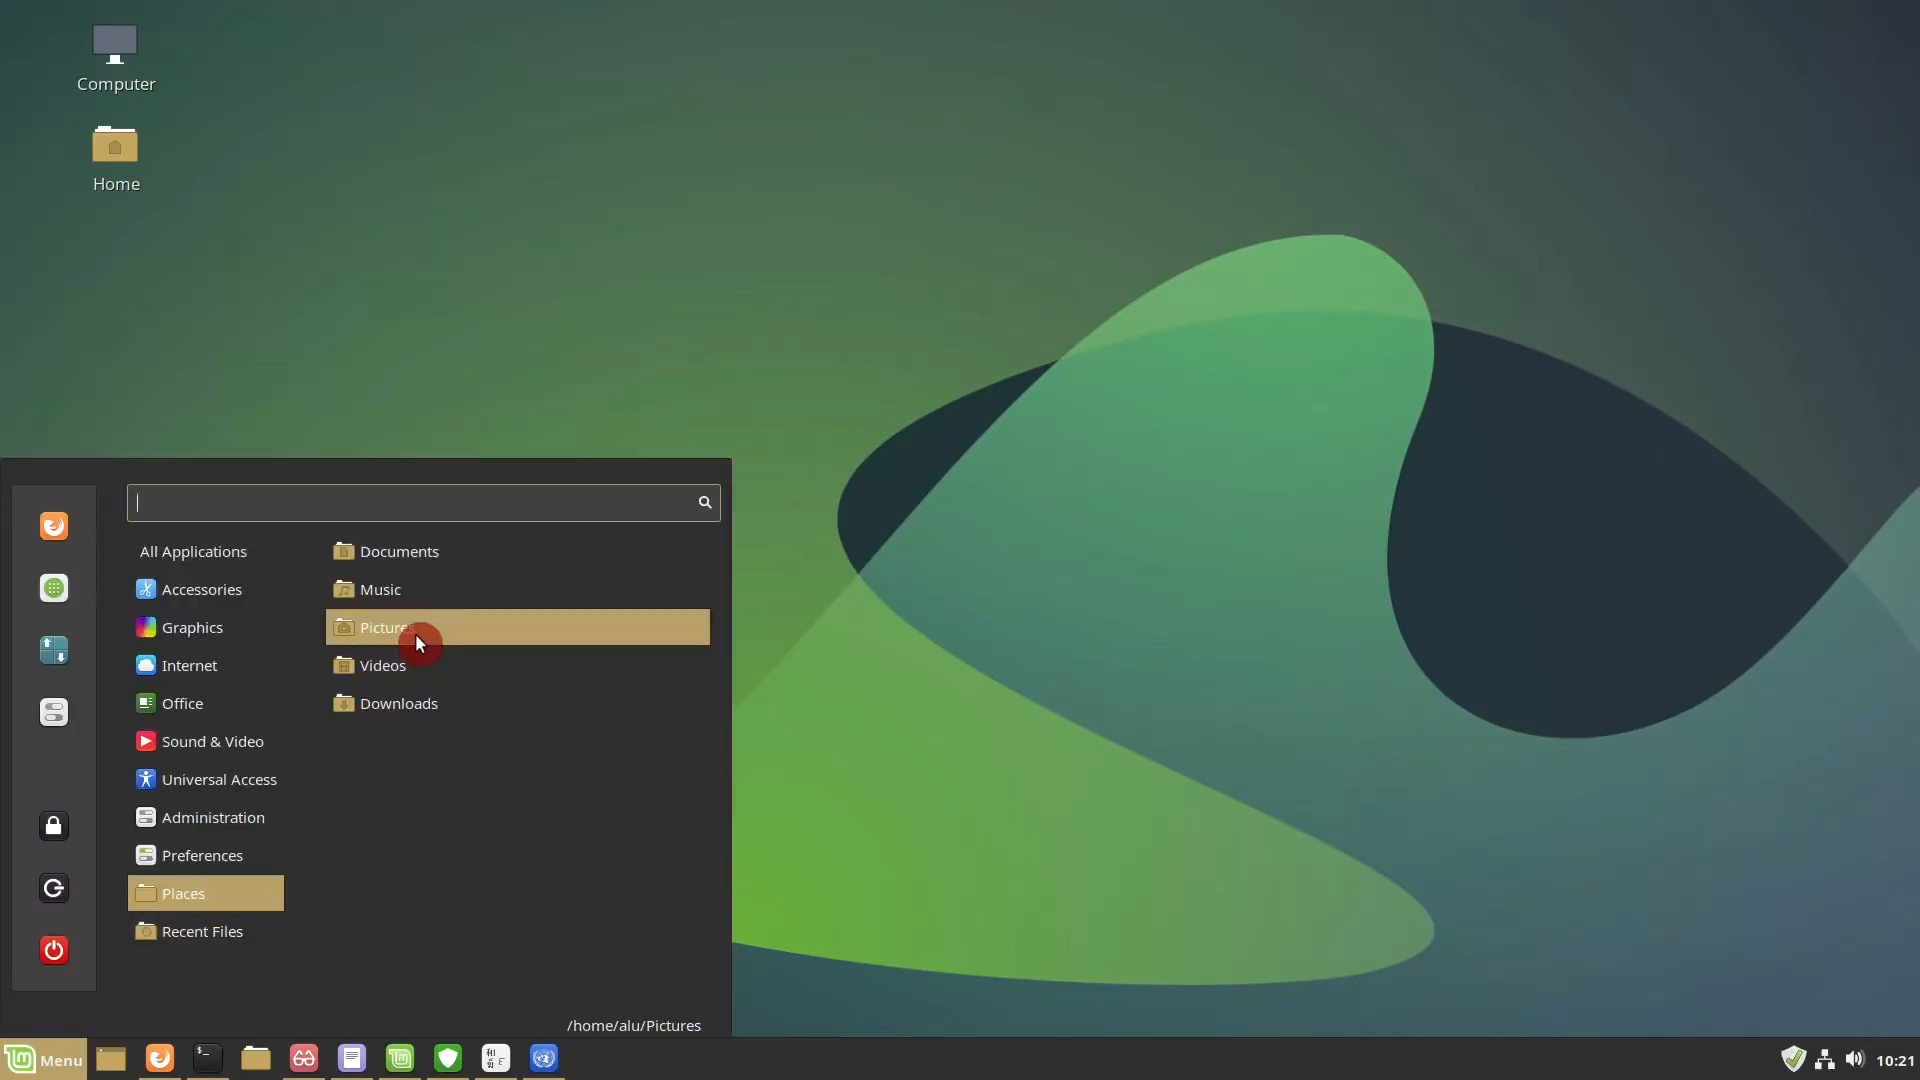 Computer
Home
All Applications
Accessories
Graphics
Internet
Office
Sound & Video
Universal Access
Administration
Preferences
Places
Recent Files
Documents
Music
Pictures
Videos
Downloads
/home/alu/Pictures
Menu
10:21